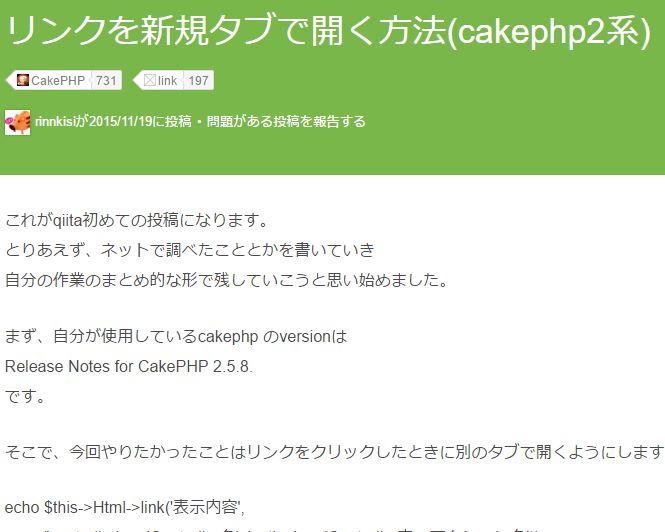 リンクを新規タブで開く方法(cakephp2系)
CakePHP 731 link 197
rinnkisiが2015/11/19に投稿・問題がある投稿を報告する
これがqiita初めての投稿になります。
とりあえず、ネットで調べたこととかを書いていき
自分の作業のまとめ的な形で残していこうと思い始めました。
まず、自分が使用しているcakephp のversionは
Release Notes for CakePHP 2.5.8.
です。
そこで、今回やりたかったことはリンクをクリックしたときに別のタブで開くようにします
echo $this->Html->link('表示内容',